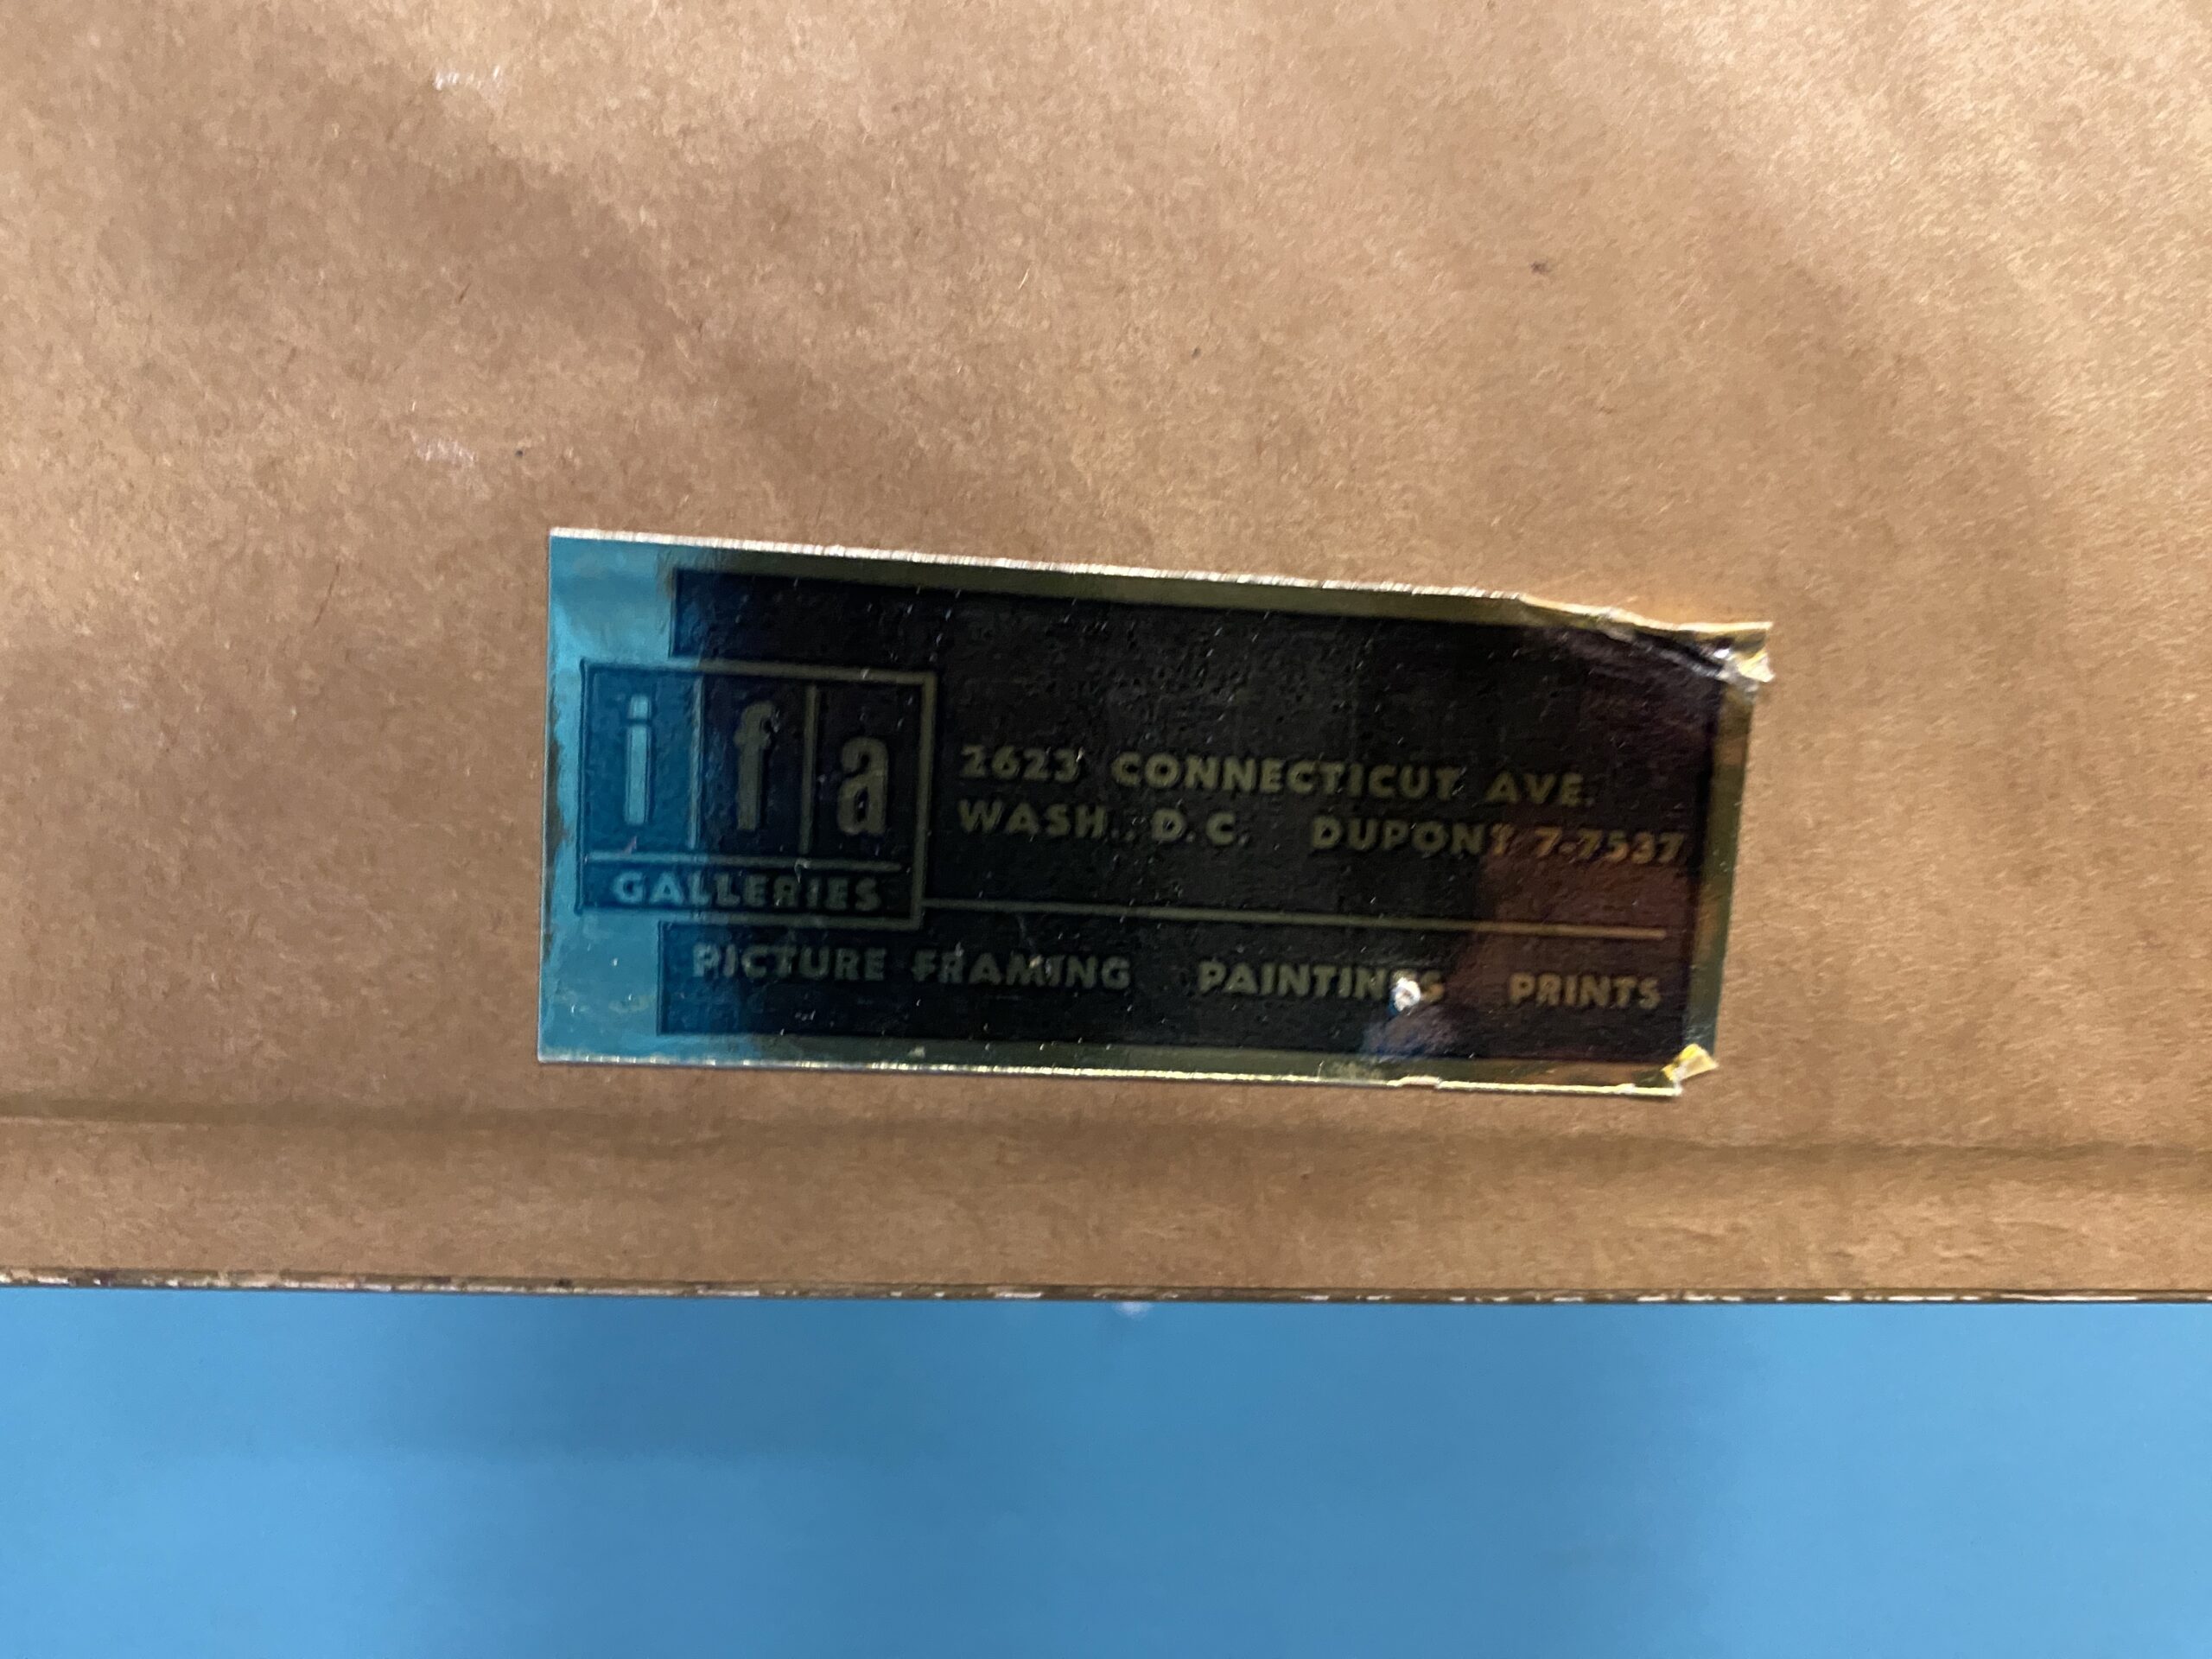 i f a
GALLERIES
2623 CONNECTICUT AVE.
WASH., D.C. DUPONT 7-7537
PICTURE FRAMING PAINTINGS PRINTS